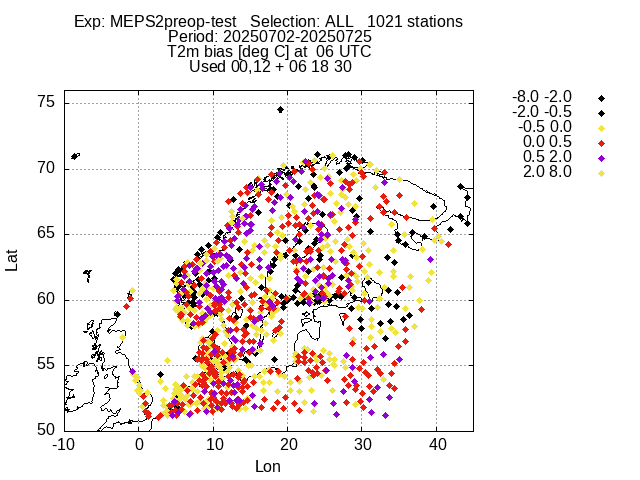 Exp: MEPS2preop-test   Selection: ALL   1021 stations
Period: 20250702-20250725
T2m bias [deg C] at  06 UTC
Used 00,12 + 06 18 30
-8.0 -2.0
-2.0 -0.5
-0.5 0.0
0.0 0.5
0.5 2.0
2.0 8.0
75
70
65
60
55
50
Lat
-10 0 10 20 30 40
Lon